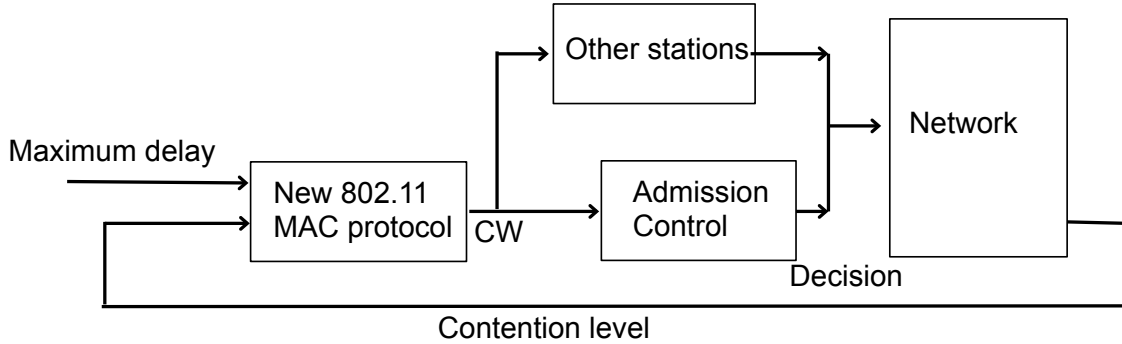 Other stations
Network
Maximum delay
New 802.11
MAC protocol
CW
Admission
Control
Decision
Contention level